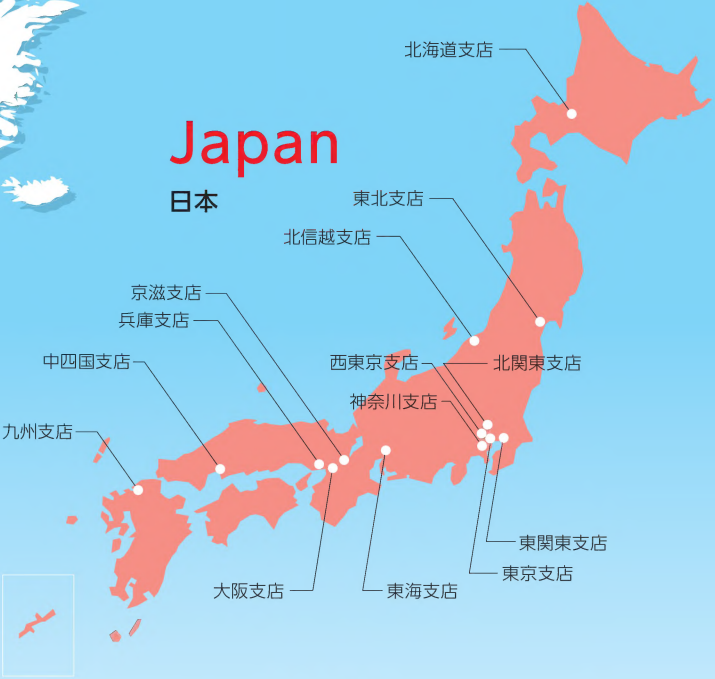 北海道支店
Japan
日本
東北支店
北信越支店
京滋支店
兵庫支店
中四国支店
西東京支店
北関東支店
神奈川支店
九州支店
東関東支店
東京支店
大阪支店
東海支店